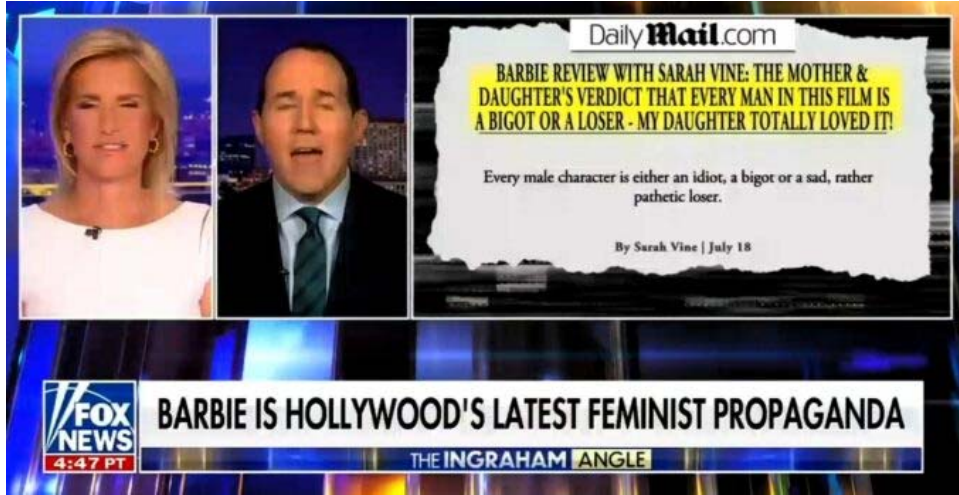 Daily Mail.com
BARBIE REVIEW WITH SARAH VINE: THE MOTHER &
DAUGHTER'S VERDICT THAT EVERY MAN IN THIS FILM IS
A BIGOT OR A LOSER - MY DAUGHTER TOTALLY LOVED IT!
Every male character is either an idiot, a bigot or a sad, rather
pathetic loser.
By Sarah Vine | July 18
FOX
NEWS
4:47 PT
BARBIE IS HOLLYWOOD'S LATEST FEMINIST PROPAGANDA
THE INGRAHAM ANGLE